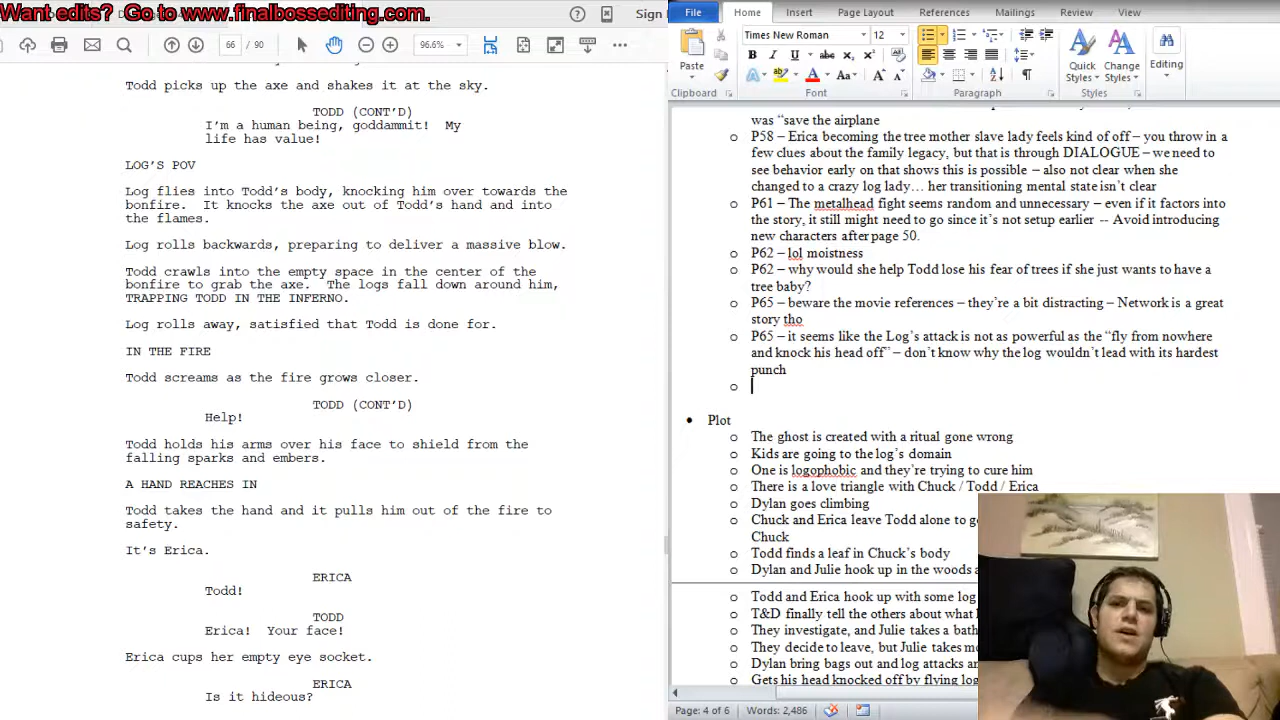 Want edits?  Go to www.finalbossediting.com.
Sign
66 90 96.6%
Todd picks up the axe and shakes it at the sky.
TODD (CONT'D)
I'm a human being, goddammit!  My
life has value!
LOG'S POV
Log flies into Todd's body, knocking him over towards the
bonfire.  It knocks the axe out of Todd's hand and into
the flames.
Log rolls backwards, preparing to deliver a massive blow.
Todd crawls into the empty space in the center of the
bonfire to grab the axe.  The logs fall down around him,
TRAPPING TODD IN THE INFERNO.
Log rolls away, satisfied that Todd is done for.
IN THE FIRE
Todd screams as the fire grows closer.
TODD (CONT'D)
Help!
Todd holds his arms over his face to shield from the
falling sparks and embers.
A HAND REACHES IN
Todd takes the hand and it pulls him out of the fire to
safety.
It's Erica.
ERICA
Todd!
TODD
Erica!  Your face!
Erica cups her empty eye socket.
ERICA
Is it hideous?
File Home Insert Page Layout References Mailings Review View
Times New Roman 12
Paste
Quick Styles
Change Styles
Editing
Clipboard Font Paragraph Styles
was "save the airplane
P58 – Erica becoming the tree mother slave lady feels kind of off – you throw in a
few clues about the family legacy, but that is through DIALOGUE – we need to
see behavior early on that shows this is possible – also not clear when she
changed to a crazy log lady… her transitioning mental state isn't clear
P61 – The metalhead fight seems random and unnecessary – even if it factors into
the story, it still might need to go since it's not setup earlier -- Avoid introducing
new characters after page 50.
P62 – lol moistness
P62 – why would she help Todd lose his fear of trees if she just wants to have a
tree baby?
P65 – beware the movie references – they're a bit distracting – Network is a great
story tho
P65 – it seems like the Log's attack is not as powerful as the "fly from nowhere
and knock his head off" – don't know why the log wouldn't lead with its hardest
punch
Plot
The ghost is created with a ritual gone wrong
Kids are going to the log's domain
One is logophobic and they're trying to cure him
There is a love triangle with Chuck / Todd / Erica
Dylan goes climbing
Chuck and Erica leave Todd alone to
Chuck
Todd finds a leaf in Chuck's body
Dylan and Julie hook up in the woods
Todd and Erica hook up with some log
T&D finally tell the others about what
They investigate, and Julie takes a bath
They decide to leave, but Julie takes
Dylan bring bags out and log attacks
Gets his head knocked off by flying log
Page: 4 of 6 Words: 2,486